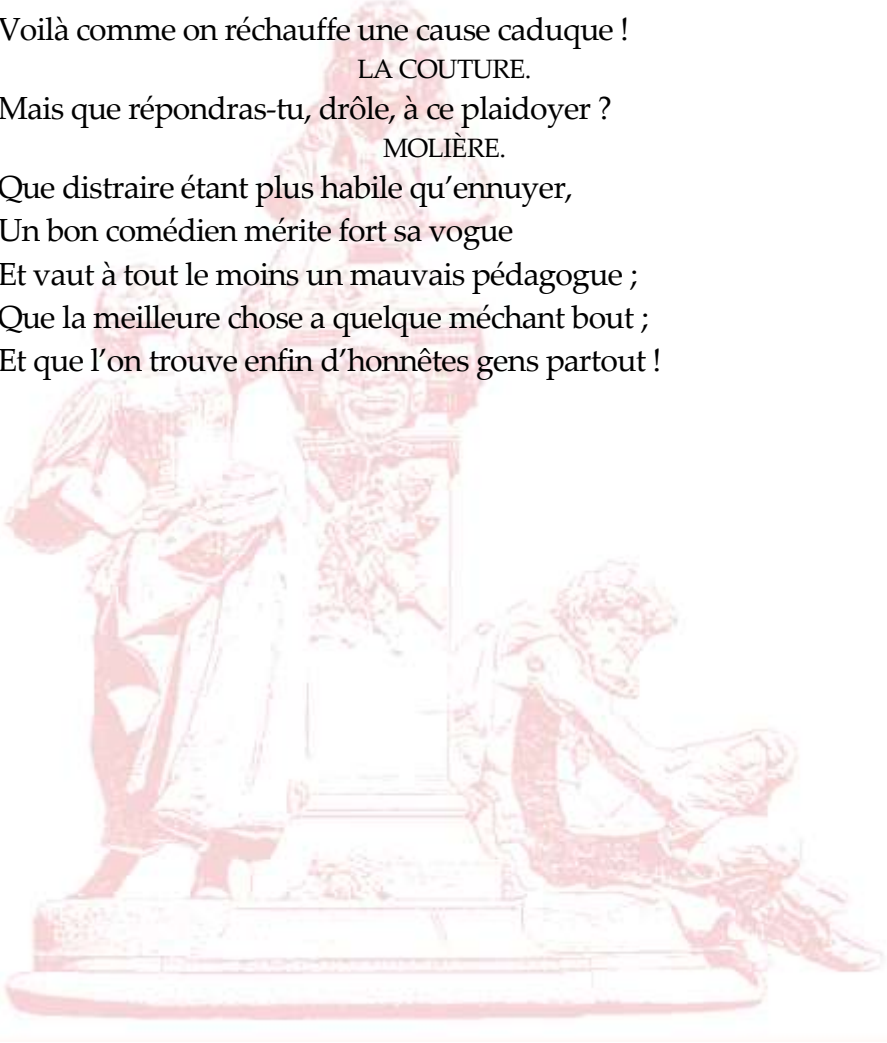 Voilà comme on réchauffe une cause caduque !
LA COUTURE.
Mais que répondras-tu, drôle, à ce plaidoyer ?
MOLIÈRE.
Que distraire étant plus habile qu’ennuyer,
Un bon comédien mérite fort sa vogue
Et vaut à tout le moins un mauvais pédagogue ;
Que la meilleure chose a quelque méchant bout ;
Et que l’on trouve enfin d’honnêtes gens partout !